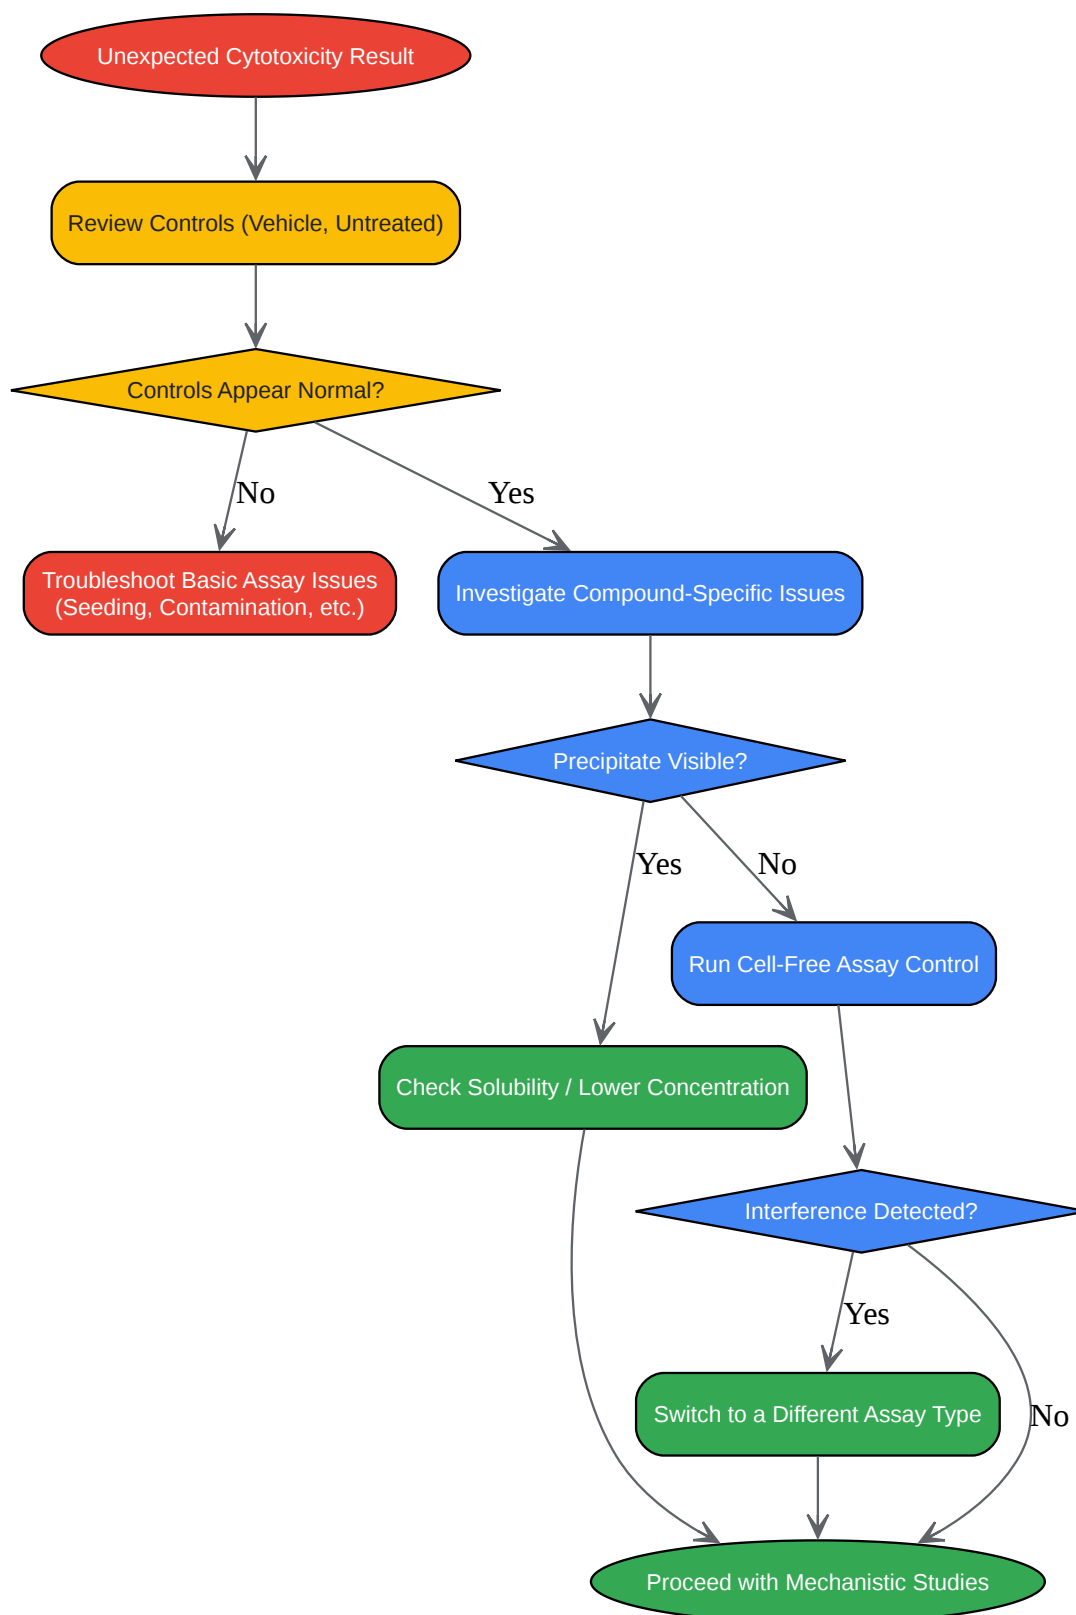 Unexpected Cytotoxicity Result
Review Controls (Vehicle, Untreated)
Controls Appear Normal?
No
Yes
Troubleshoot Basic Assay Issues
(Seeding, Contamination, etc.)
Investigate Compound-Specific Issues
Precipitate Visible?
Yes
No
Run Cell-Free Assay Control
Check Solubility / Lower Concentration
Interference Detected?
Yes
Switch to a Different Assay Type
No
Proceed with Mechanistic Studies